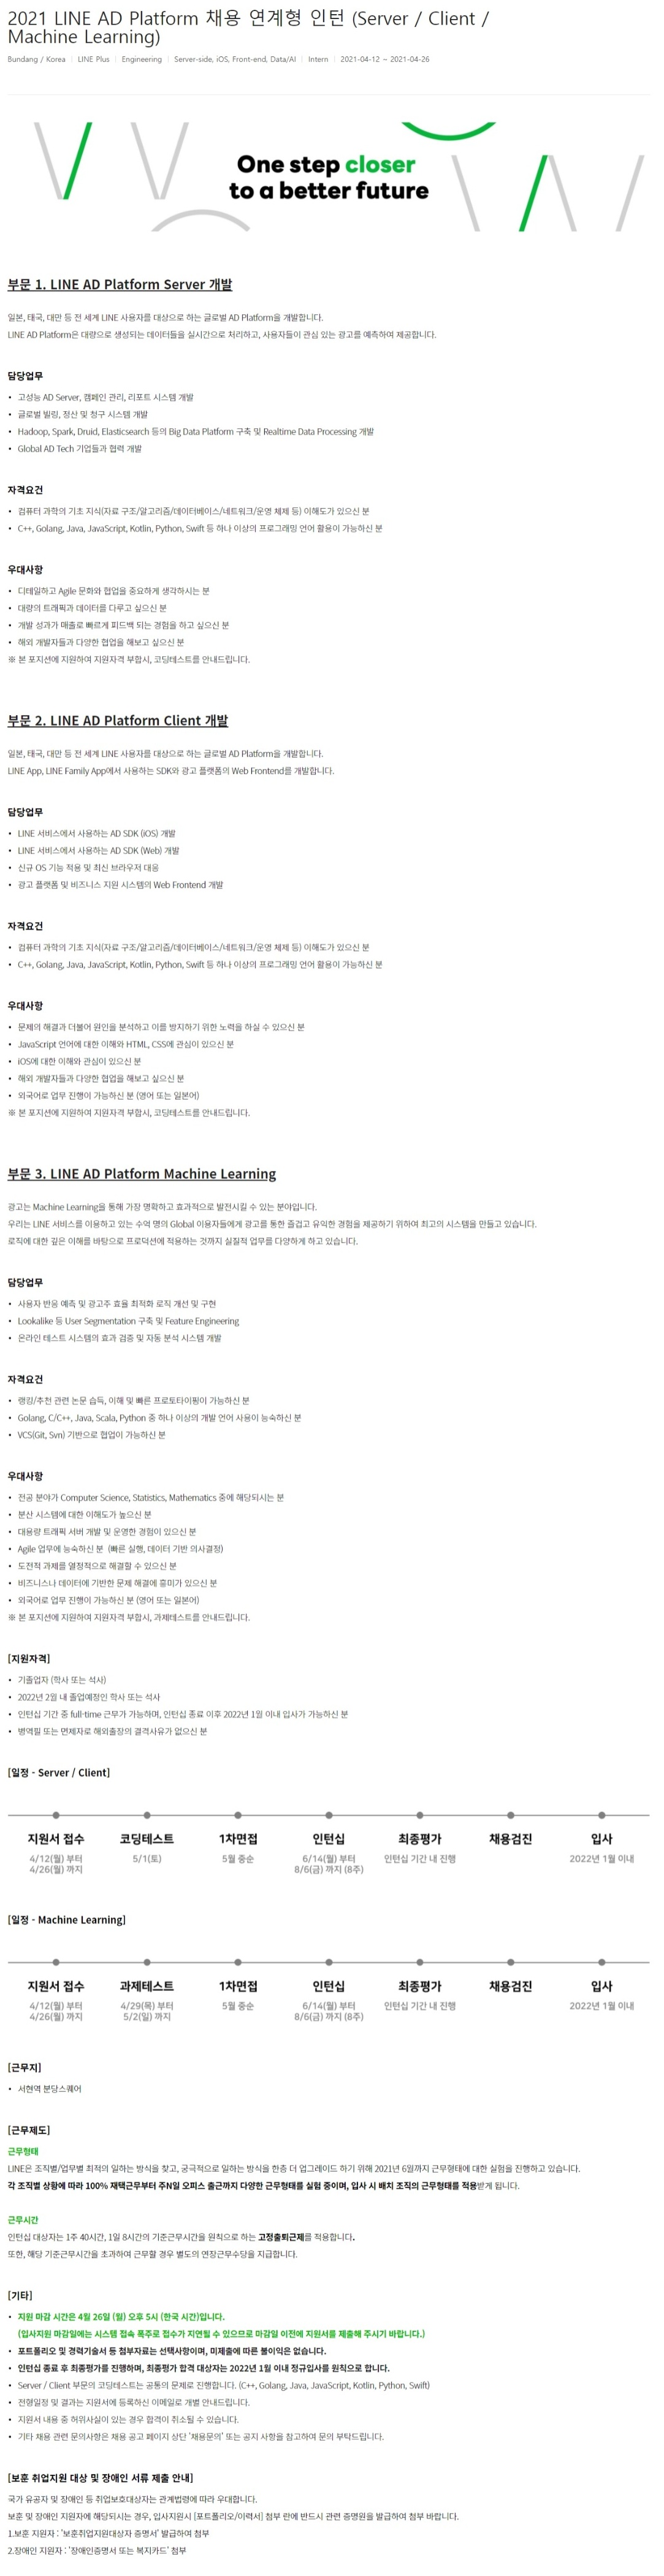 2021 LINE AD Platform 채용 연계형 인턴 (Server / Client /
Machine Learning)
Bundang / Korea | LINE Plus | Engineering | Server-side, iOS, Front-end, Data/AI | Intern | 2021-04-12 ~ 2021-04-26
One step closer
to a better future
부문 1. LINE AD Platform Server 개발
일본, 태국, 대만 등 전 세계 LINE 사용자를 대상으로 하는 글로벌 AD Platform을 개발합니다.
LINE AD Platform은 대량으로 생성되는 데이터들을 실시간으로 처리하고, 사용자들이 관심 있는 광고를 예측하여 제공합니다.
담당업무
• 고성능 AD Server, 캠페인 관리, 리포트 시스템 개발
• 글로벌 빌링, 정산 및 청구 시스템 개발
• Hadoop, Spark, Druid, Elasticsearch 등의 Big Data Platform 구축 및 Realtime Data Processing 개발
• Global AD Tech 기업들과 협력 개발
자격요건
• 컴퓨터 과학의 기초 지식(자료 구조/알고리즘/데이터베이스/네트워크/운영 체제 등) 이해도가 있으신 분
• C++, Golang, Java, JavaScript, Kotlin, Python, Swift 등 하나 이상의 프로그래밍 언어 활용이 가능하신 분
우대사항
• 디테일하고 Agile 문화와 협업을 중요하게 생각하시는 분
• 대량의 트래픽과 데이터를 다루고 싶으신 분
• 개발 성과가 매출로 빠르게 피드백 되는 경험을 하고 싶으신 분
• 해외 개발자들과 다양한 협업을 해보고 싶으신 분
※ 본 포지션에 지원하여 지원자격 부합시, 코딩테스트를 안내드립니다.
부문 2. LINE AD Platform Client 개발
일본, 태국, 대만 등 전 세계 LINE 사용자를 대상으로 하는 글로벌 AD Platform을 개발합니다.
LINE App, LINE Family App에서 사용하는 SDK와 광고 플랫폼의 Web Frontend를 개발합니다.
담당업무
• LINE 서비스에서 사용하는 AD SDK (iOS) 개발
• LINE 서비스에서 사용하는 AD SDK (Web) 개발
• 신규 OS 기능 적용 및 최신 브라우저 대응
• 광고 플랫폼 및 비즈니스 지원 시스템의 Web Frontend 개발
자격요건
• 컴퓨터 과학의 기초 지식(자료 구조/알고리즘/데이터베이스/네트워크/운영 체제 등) 이해도가 있으신 분
• C++, Golang, Java, JavaScript, Kotlin, Python, Swift 등 하나 이상의 프로그래밍 언어 활용이 가능하신 분
우대사항
• 문제의 해결과 더불어 원인을 분석하고 이를 방지하기 위한 노력을 하실 수 있으신 분
• JavaScript 언어에 대한 이해와 HTML, CSS에 관심이 있으신 분
• iOS에 대한 이해와 관심이 있으신 분
• 해외 개발자들과 다양한 협업을 해보고 싶으신 분
• 외국어로 업무 진행이 가능하신 분 (영어 또는 일본어)
※ 본 포지션에 지원하여 지원자격 부합시, 코딩테스트를 안내드립니다.
부문 3. LINE AD Platform Machine Learning
광고는 Machine Learning을 통해 가장 명확하고 효과적으로 발전시킬 수 있는 분야입니다.
우리는 LINE 서비스를 이용하고 있는 수억 명의 Global 이용자들에게 광고를 통한 즐겁고 유익한 경험을 제공하기 위하여 최고의 시스템을 만들고 있습니다.
로직에 대한 깊은 이해를 바탕으로 프로덕션에 적용하는 것까지 실질적 업무를 다양하게 하고 있습니다.
담당업무
• 사용자 반응 예측 및 광고주 효율 최적화 로직 개선 및 구현
• Lookalike 등 User Segmentation 구축 및 Feature Engineering
• 온라인 테스트 시스템의 효과 검증 및 자동 분석 시스템 개발
자격요건
• 랭킹/추천 관련 논문 습득, 이해 및 빠른 프로토타이핑이 가능하신 분
• Golang, C/C++, Java, Scala, Python 중 하나 이상의 개발 언어 사용이 능숙하신 분
• VCS(Git, Svn) 기반으로 협업이 가능하신 분
우대사항
• 전공 분야가 Computer Science, Statistics, Mathematics 중에 해당되시는 분
• 분산 시스템에 대한 이해도가 높으신 분
• 대용량 트래픽 서버 개발 및 운영한 경험이 있으신 분
• Agile 업무에 능숙하신 분 (빠른 실행, 데이터 기반 의사결정)
• 도전적 과제를 열정적으로 해결할 수 있으신 분
• 비즈니스나 데이터에 기반한 문제 해결에 흥미가 있으신 분
• 외국어로 업무 진행이 가능하신 분 (영어 또는 일본어)
※ 본 포지션에 지원하여 지원자격 부합시, 과제테스트를 안내드립니다.
[지원자격]
• 기졸업자 (학사 또는 석사)
• 2022년 2월 내 졸업예정인 학사 또는 석사
• 인턴십 기간 중 full-time 근무가 가능하며, 인턴십 종료 이후 2022년 1월 이내 입사가 가능하신 분
• 병역필 또는 면제자로 해외출장의 결격사유가 없으신 분
[일정 - Server / Client]
지원서 접수 코딩테스트 1차면접 인턴십 최종평가 채용검진 입사
4/12(월) 부터 5/1(토) 5월 중순 6/14(월) 부터 인턴십 기간 내 진행 2022년 1월 이내
4/26(월) 까지 8/6(금) 까지 (8주)
[일정 - Machine Learning]
지원서 접수 과제테스트 1차면접 인턴십 최종평가 채용검진 입사
4/12(월) 부터 4/29(목) 부터 5월 중순 6/14(월) 부터 인턴십 기간 내 진행 2022년 1월 이내
4/26(월) 까지 5/2(일) 까지 8/6(금) 까지 (8주)
[근무지]
• 서현역 분당스퀘어
[근무제도]
근무형태
LINE은 조직별/업무별 최적의 일하는 방식을 찾고, 궁극적으로 일하는 방식을 한층 더 업그레이드 하기 위해 2021년 6월까지 근무형태에 대한 실험을 진행하고 있습니다.
각 조직별 상황에 따라 100% 재택근무부터 주N일 오피스 출근까지 다양한 근무형태를 실험 중이며, 입사 시 배치 조직의 근무형태를 적용받게 됩니다.
근무시간
인턴십 대상자는 1주 40시간, 1일 8시간의 기준근무시간을 원칙으로 하는 고정출퇴근제를 적용합니다.
또한, 해당 기준근무시간을 초과하여 근무할 경우 별도의 연장근무수당을 지급합니다.
[기타]
• 지원 마감 시간은 4월 26일 (월) 오후 5시 (한국 시간)입니다.
(입사지원 마감일에는 시스템 접속 폭주로 접수가 지연될 수 있으므로 마감일 이전에 지원서를 제출해 주시기 바랍니다.)
• 포트폴리오 및 경력기술서 등 첨부자료는 선택사항이며, 미제출에 따른 불이익은 없습니다.
• 인턴십 종료 후 최종평가를 진행하며, 최종평가 합격 대상자는 2022년 1월 이내 정규입사를 원칙으로 합니다.
• Server / Client 부문의 코딩테스트는 공통의 문제로 진행합니다. (C++, Golang, Java, JavaScript, Kotlin, Python, Swift)
• 전형일정 및 결과는 지원서에 등록하신 이메일로 개별 안내드립니다.
• 지원서 내용 중 허위사실이 있는 경우 합격이 취소될 수 있습니다.
• 기타 채용 관련 문의사항은 채용 공고 페이지 상단 '채용문의' 또는 공지 사항을 참고하여 문의 부탁드립니다.
[보훈 취업지원 대상 및 장애인 서류 제출 안내]
국가 유공자 및 장애인 등 취업보호대상자는 관계법령에 따라 우대합니다.
보훈 및 장애인 지원자에 해당되시는 경우, 입사지원시 [포트폴리오/이력서] 첨부 란에 반드시 관련 증명원을 발급하여 첨부 바랍니다.
1.보훈 지원자 : '보훈취업지원대상자 증명서' 발급하여 첨부
2.장애인 지원자 : '장애인증명서 또는 복지카드' 첨부